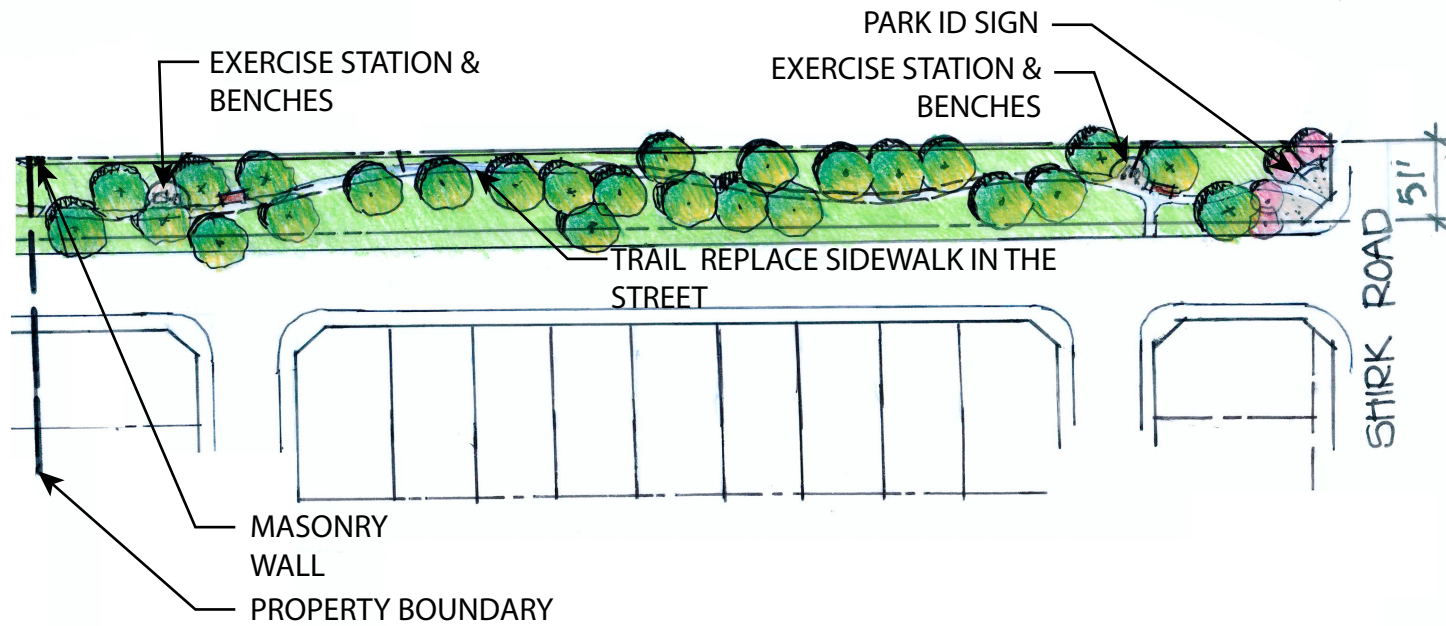 PARK ID SIGN
EXERCISE STATION &
BENCHES
EXERCISE STATION &
BENCHES
51'
SHIRK ROAD
TRAIL REPLACE SIDEWALK IN THE
STREET
MASONRY
WALL
PROPERTY BOUNDARY